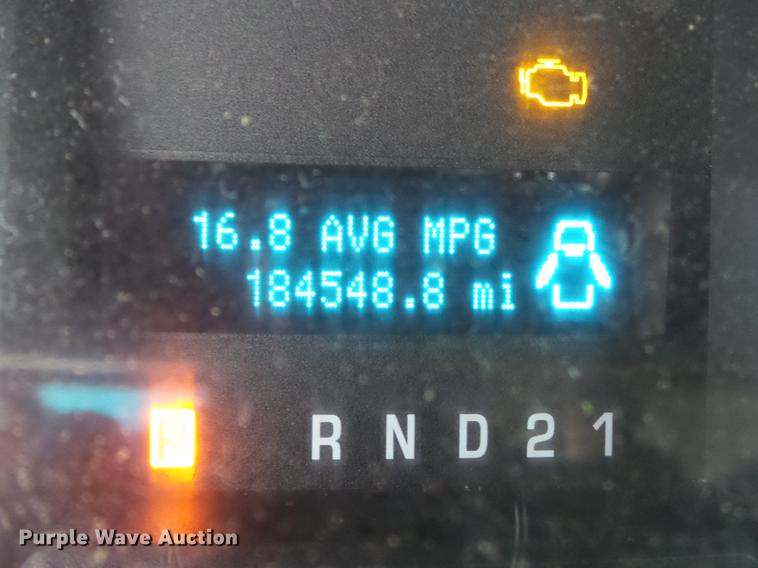 16.8 AVG MPG
184548.8 mi
P R N D 2 1
Purple Wave Auction